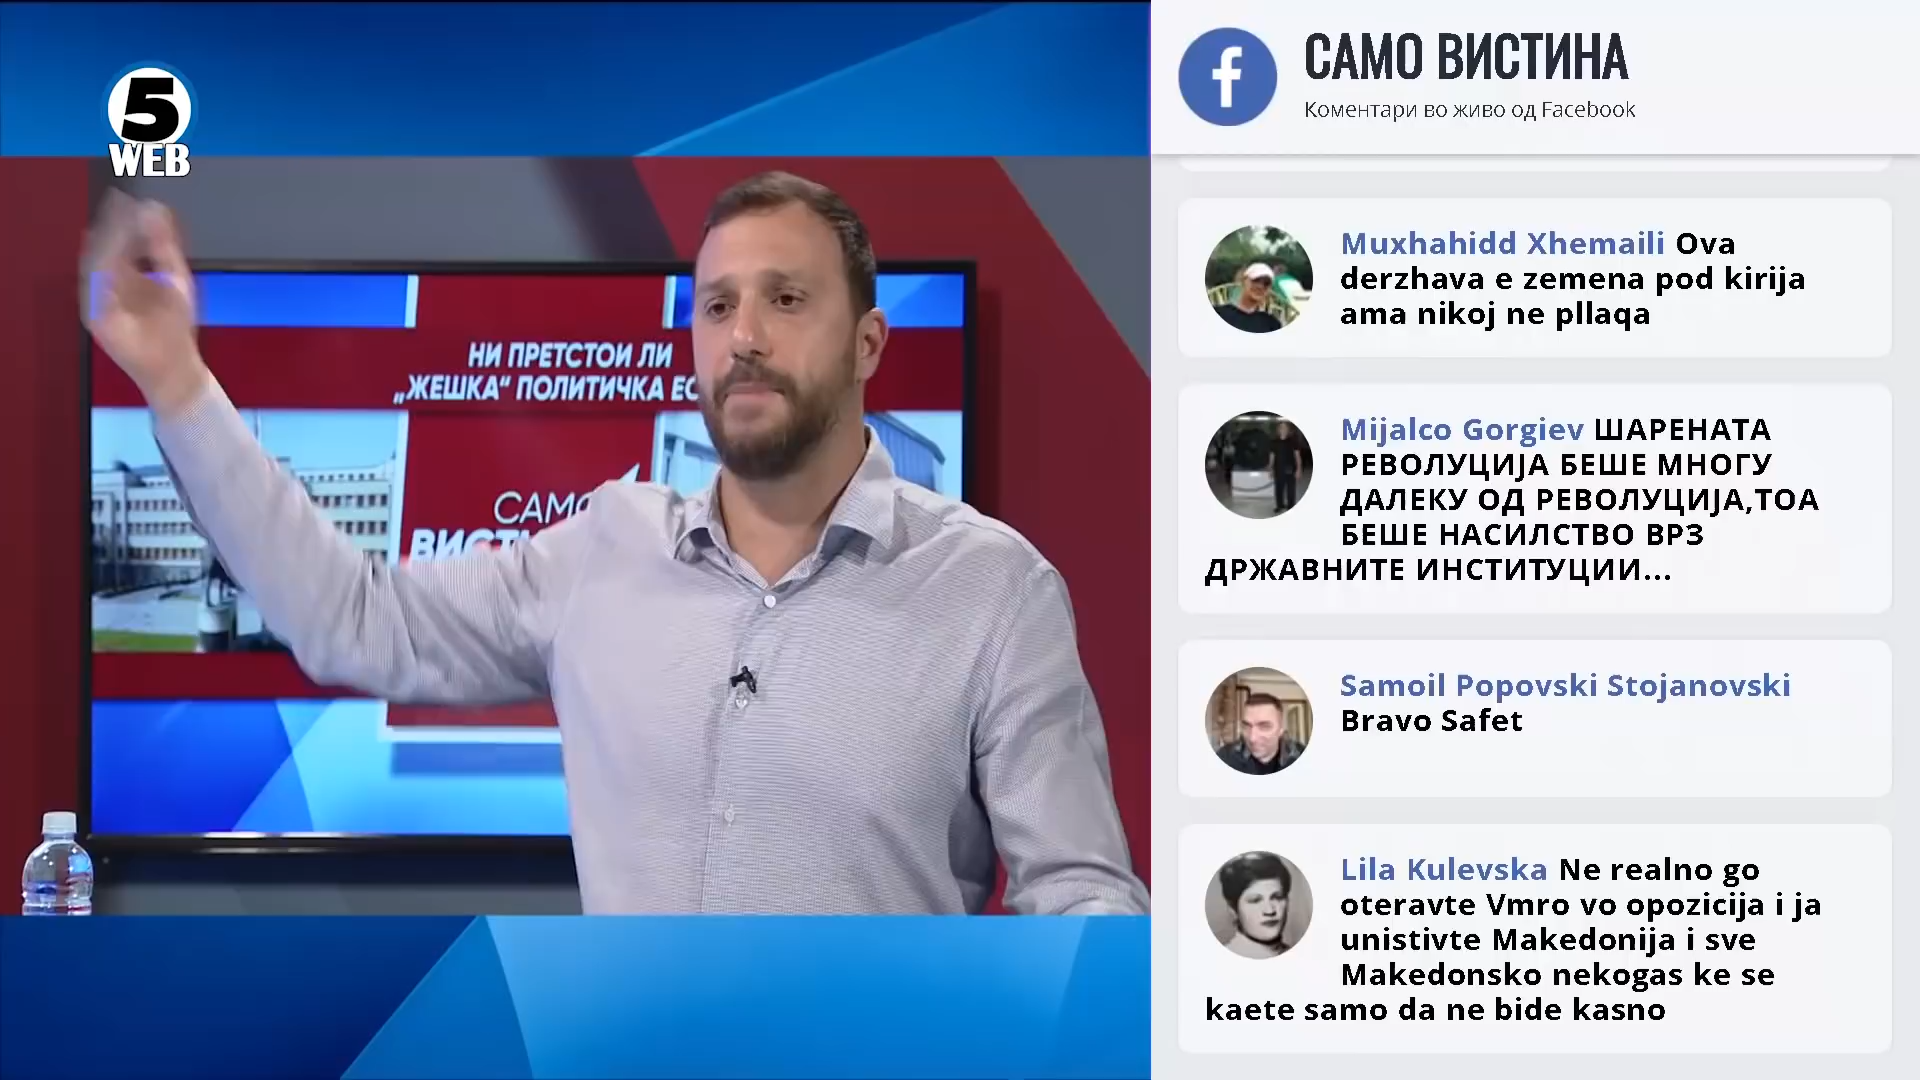 5
WEB
НИ ПРЕТСТОИ ЛИ
„ЖЕШКА“ ПОЛИТИЧКА
САМО
САМО ВИСТИНА
Коментари во живо од Facebook
Muxhahidd Xhemaili Ova
derzhava e zemena pod kirija
ama nikoj ne pllaqa
Mijalco Gorgiev ШАРЕНАТА
РЕВОЛУЦИЈА БЕШЕ МНОГУ
ДАЛЕКУ ОД РЕВОЛУЦИЈА,ТОА
БЕШЕ НАСИЛСТВО ВРЗ
ДРЖАВНИТЕ ИНСТИТУЦИИ...
Samoil Popovski Stojanovski
Bravo Safet
Lila Kulevska Ne realno go
oteravte Vmro vo opozicija i ja
unistivte Makedonija i sve
Makedonsko nekogas ke se
kaete samo da ne bide kasno